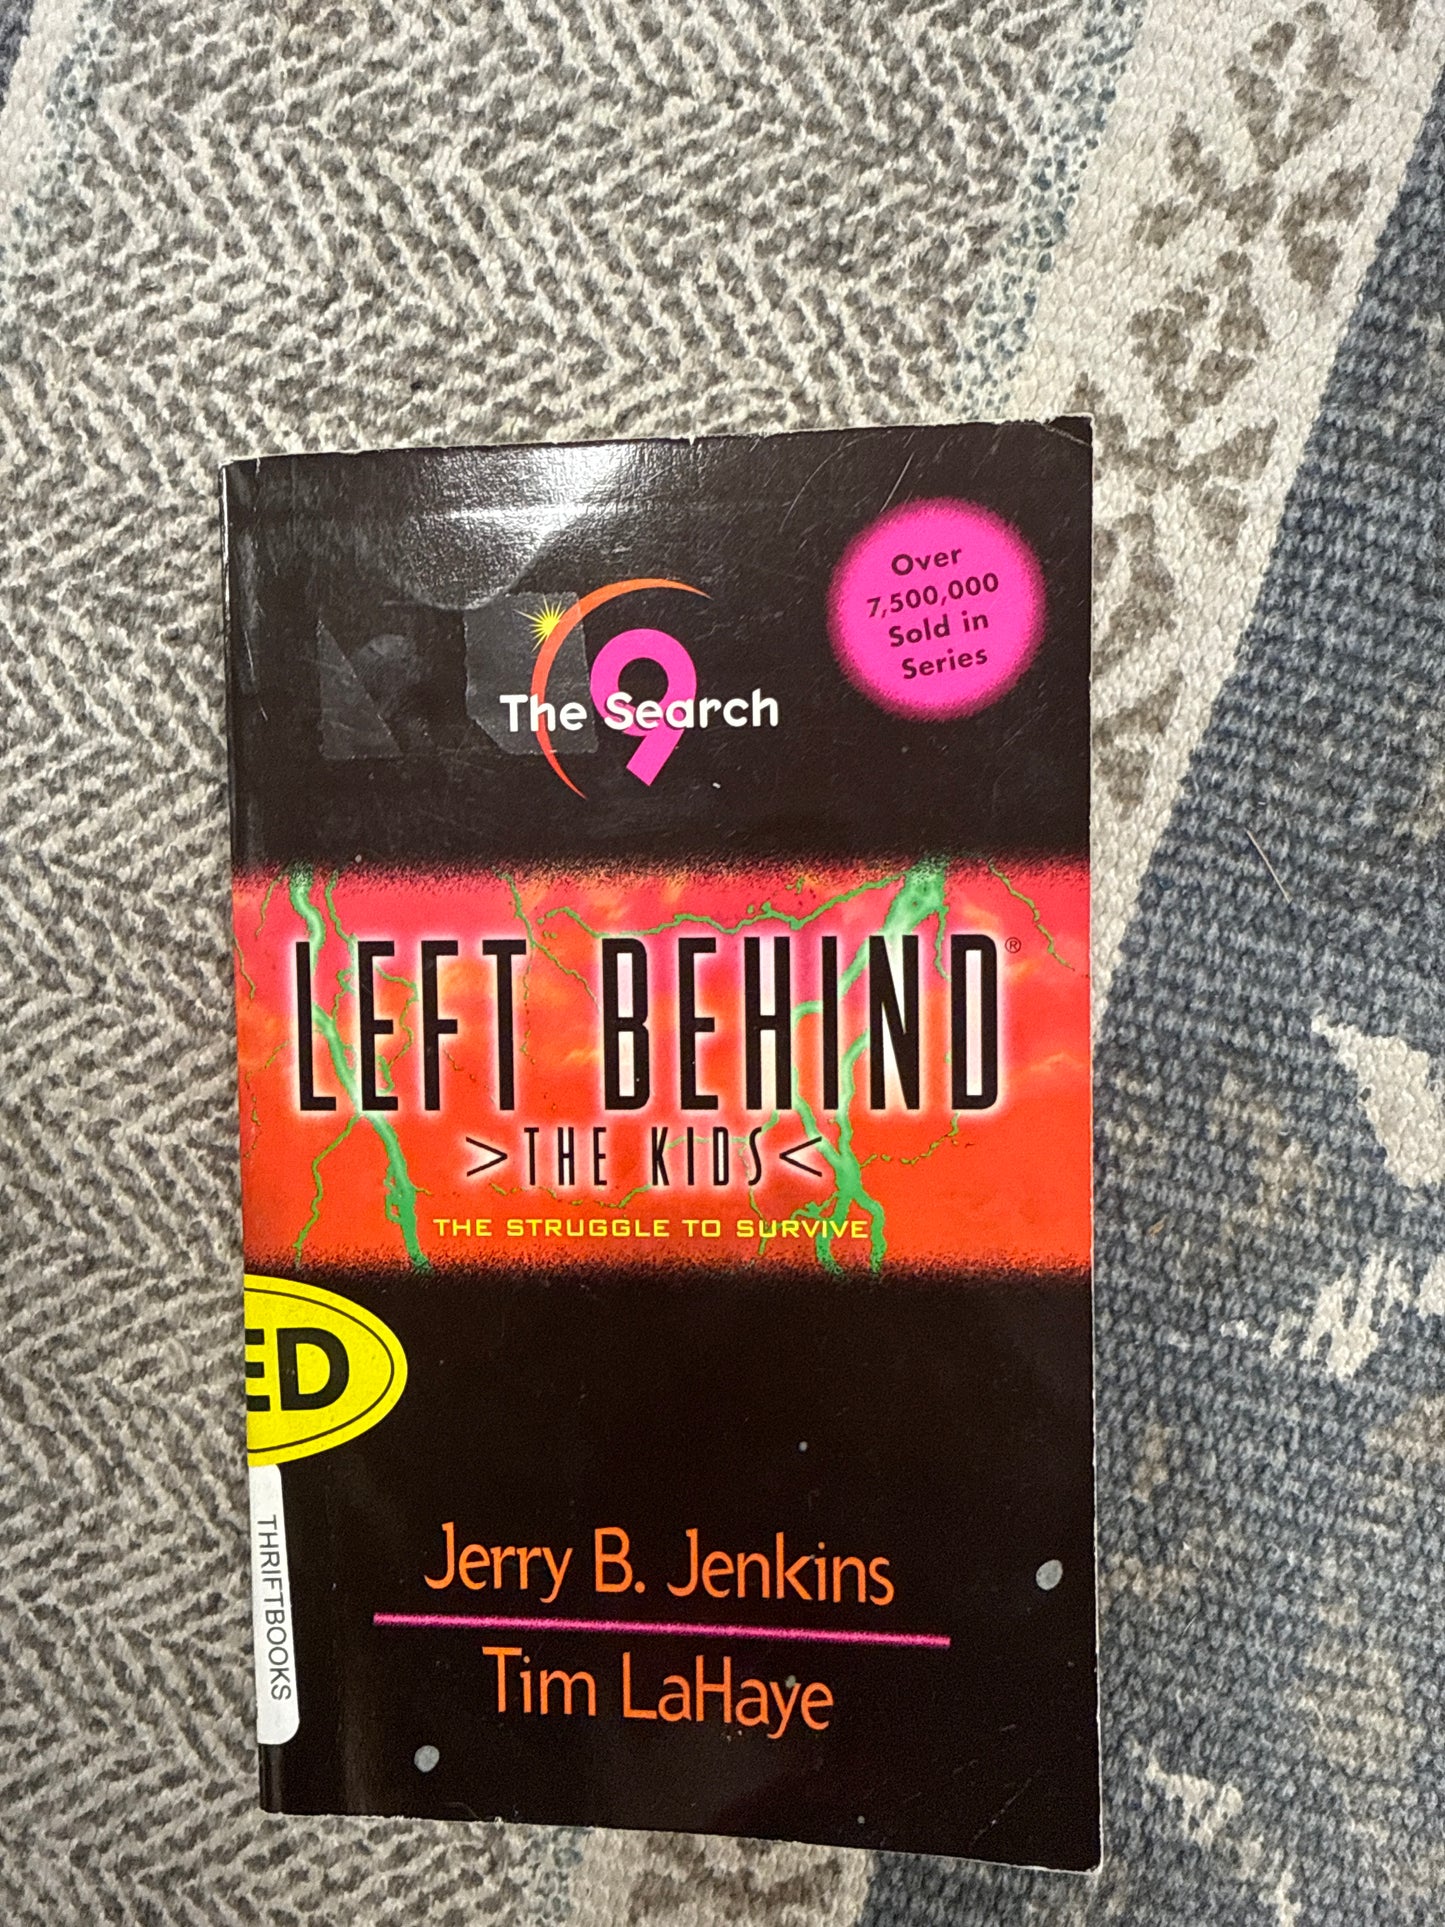 Over
7,500,000
Sold in
Series
9
The Search
LEFT BEHIND®
>THE KIDS<
THE STRUGGLE TO SURVIVE
ED
THRIFTBOOKS
Jerry B. Jenkins
Tim LaHaye